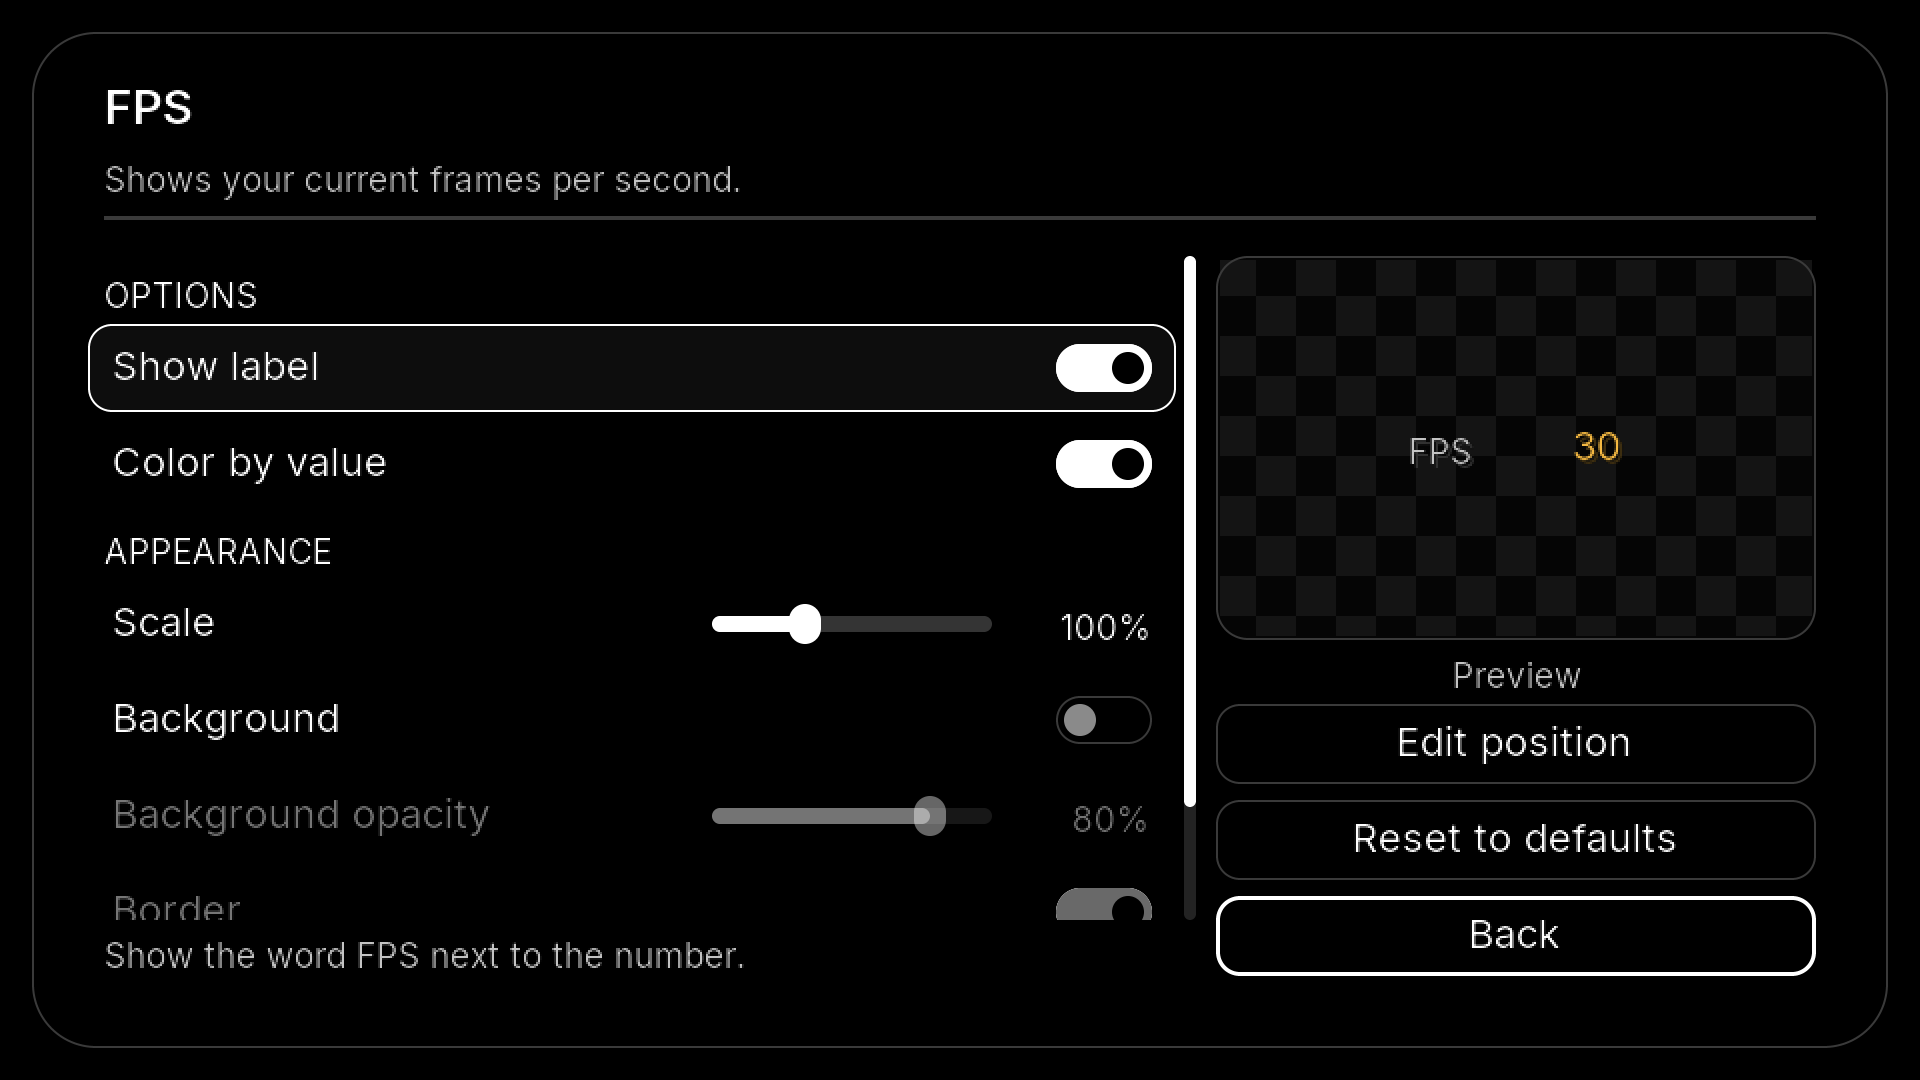 FPS
Shows your current frames per second.
OPTIONS
Show label
Color by value
APPEARANCE
Scale 100%
Background
Background opacity 80%
Border
Show the word FPS next to the number.
FPS 30
Preview
Edit position
Reset to defaults
Back